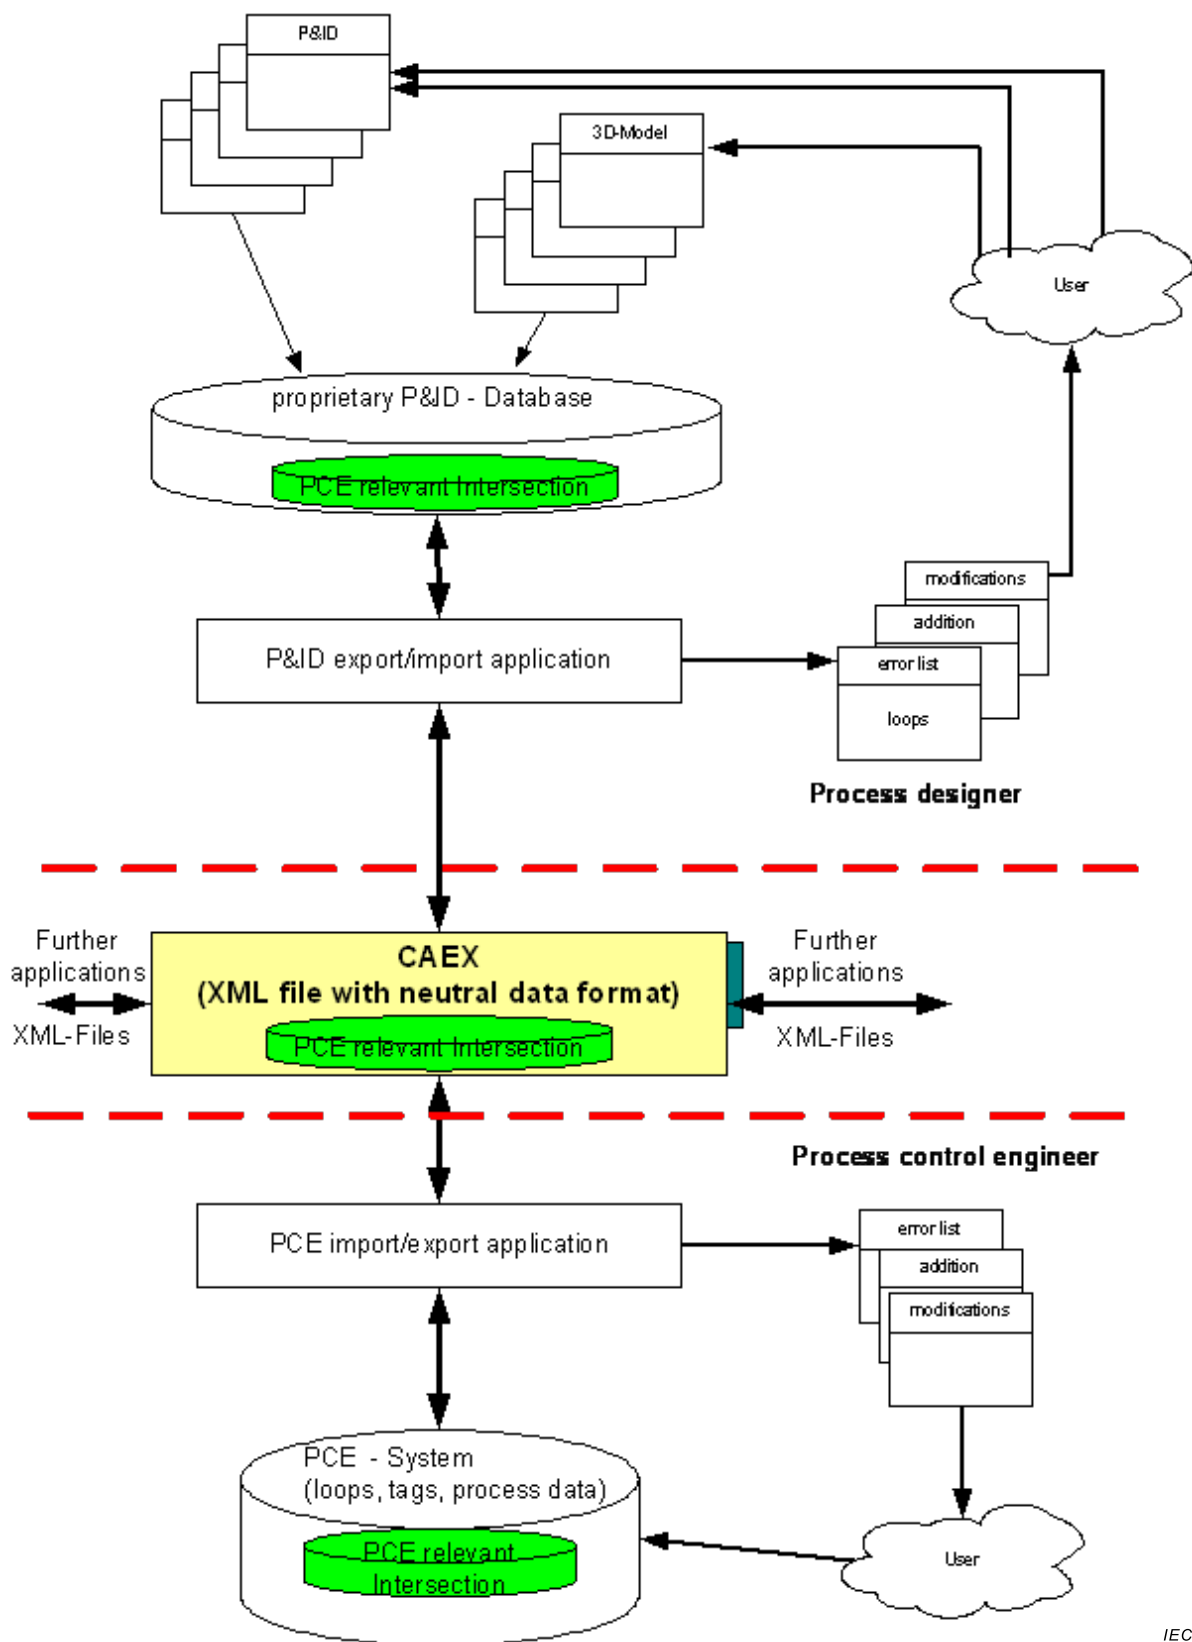 P&ID
3D-Model
User
proprietary P&ID - Database
PCE relevant Intersection
modifications
addition
error list
loops
P&ID export/import application
Process designer
Further
applications
XML-Files
CAEX
(XML file with neutral data format)
PCE relevant Intersection
Further
applications
XML-Files
Process control engineer
PCE import/export application
error list
addition
modifications
PCE - System
(loops, tags, process data)
PCE relevant
Intersection
User
IEC